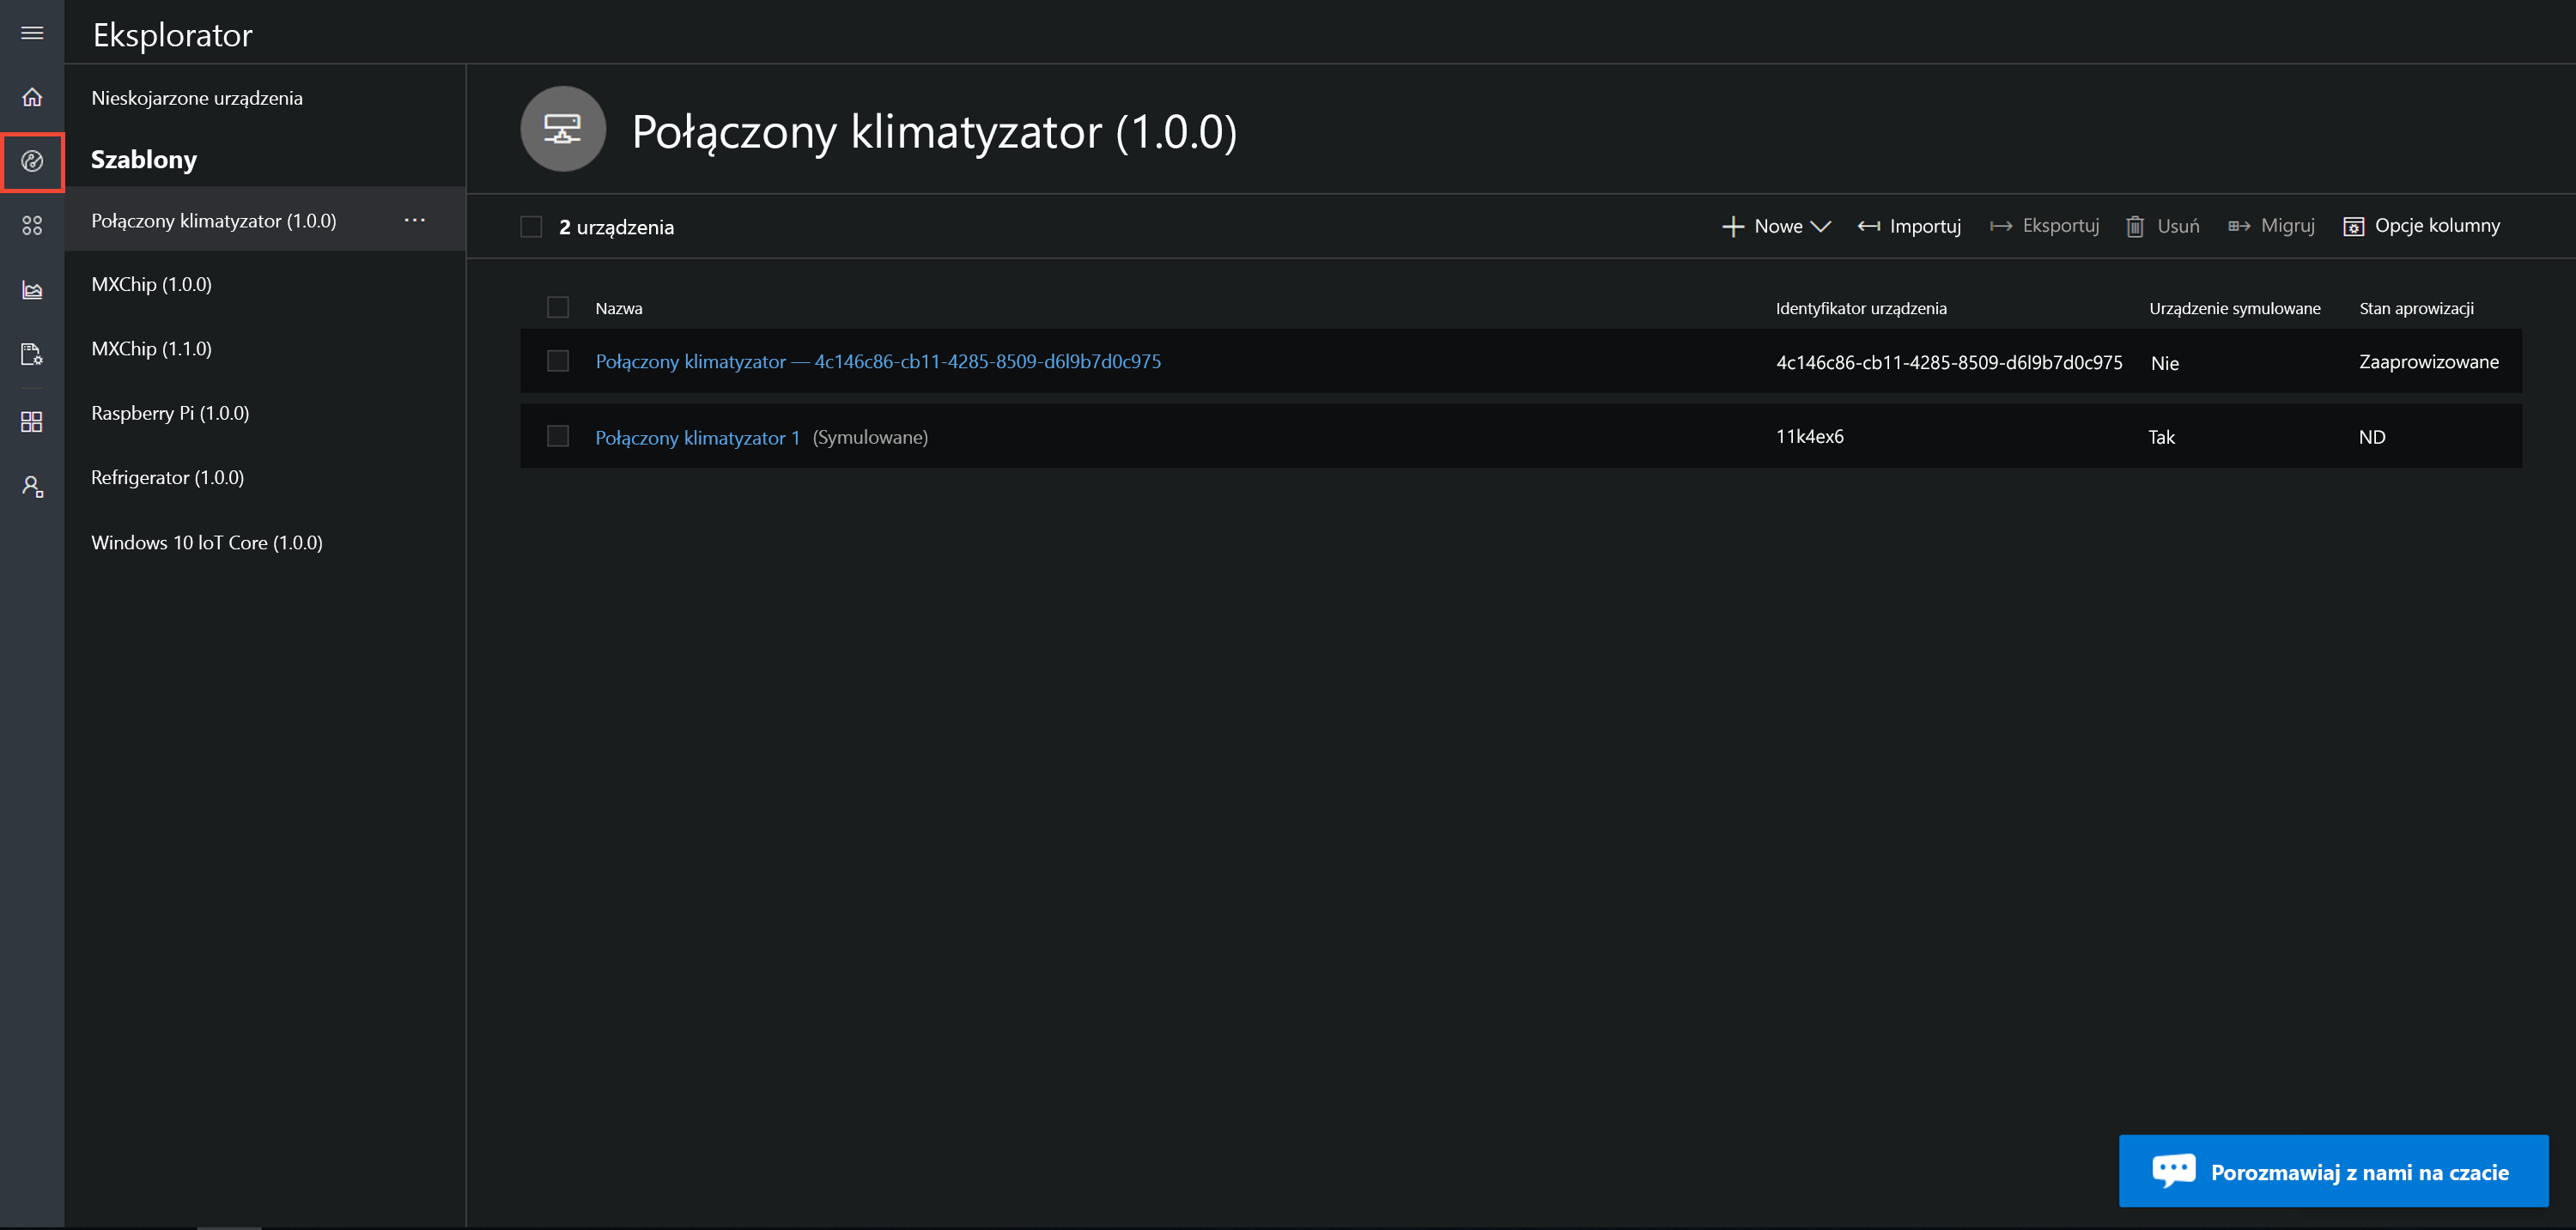 Eksplorator
Nieskojarzone urządzenia
Szablony
Połączony klimatyzator (1.0.0) ...
MXChip (1.0.0)
MXChip (1.1.0)
Raspberry Pi (1.0.0)
Refrigerator (1.0.0)
Windows 10 loT Core (1.0.0)
Połączony klimatyzator (1.0.0)
2 urządzenia Nowe Importuj Eksportuj Usuń Migruj Opcje kolumny
Nazwa Identyfikator urządzenia Urządzenie symulowane Stan aprowizacji
Połączony klimatyzator — 4c146c86-cb11-4285-8509-d6l9b7d0c975 4c146c86-cb11-4285-8509-d6l9b7d0c975 Nie Zaaprowizowane
Połączony klimatyzator 1 (Symulowane) 11k4ex6 Tak ND
Porozmawiaj z nami na czacie